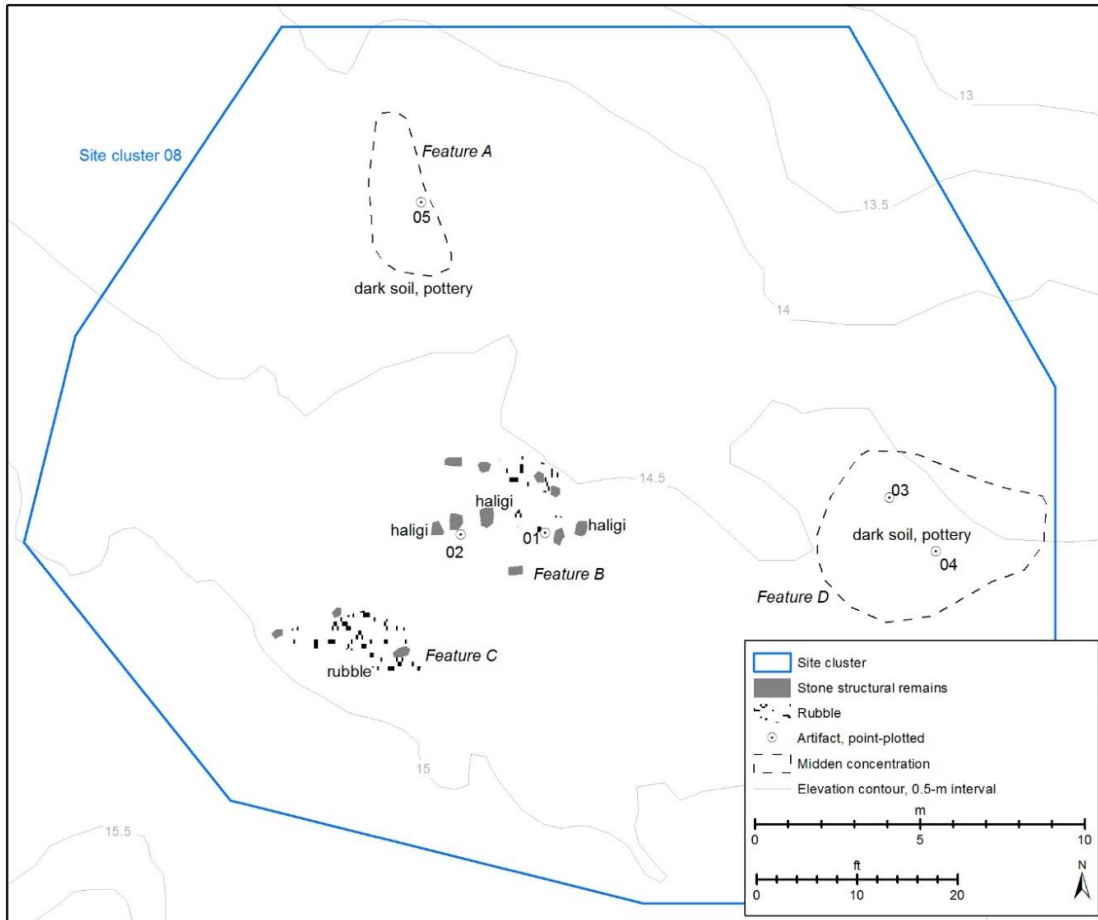 13
Site cluster 08
Feature A
05
13.5
dark soil, pottery
14
14.5
haligi
haligi
haligi
02
01
Feature B
03
dark soil, pottery
04
Feature D
Feature C
rubble
15
15.5
Site cluster
Stone structural remains
Rubble
Artifact, point-plotted
Midden concentration
Elevation contour, 0.5-m interval
m
0 5 10
ft
0 10 20
N